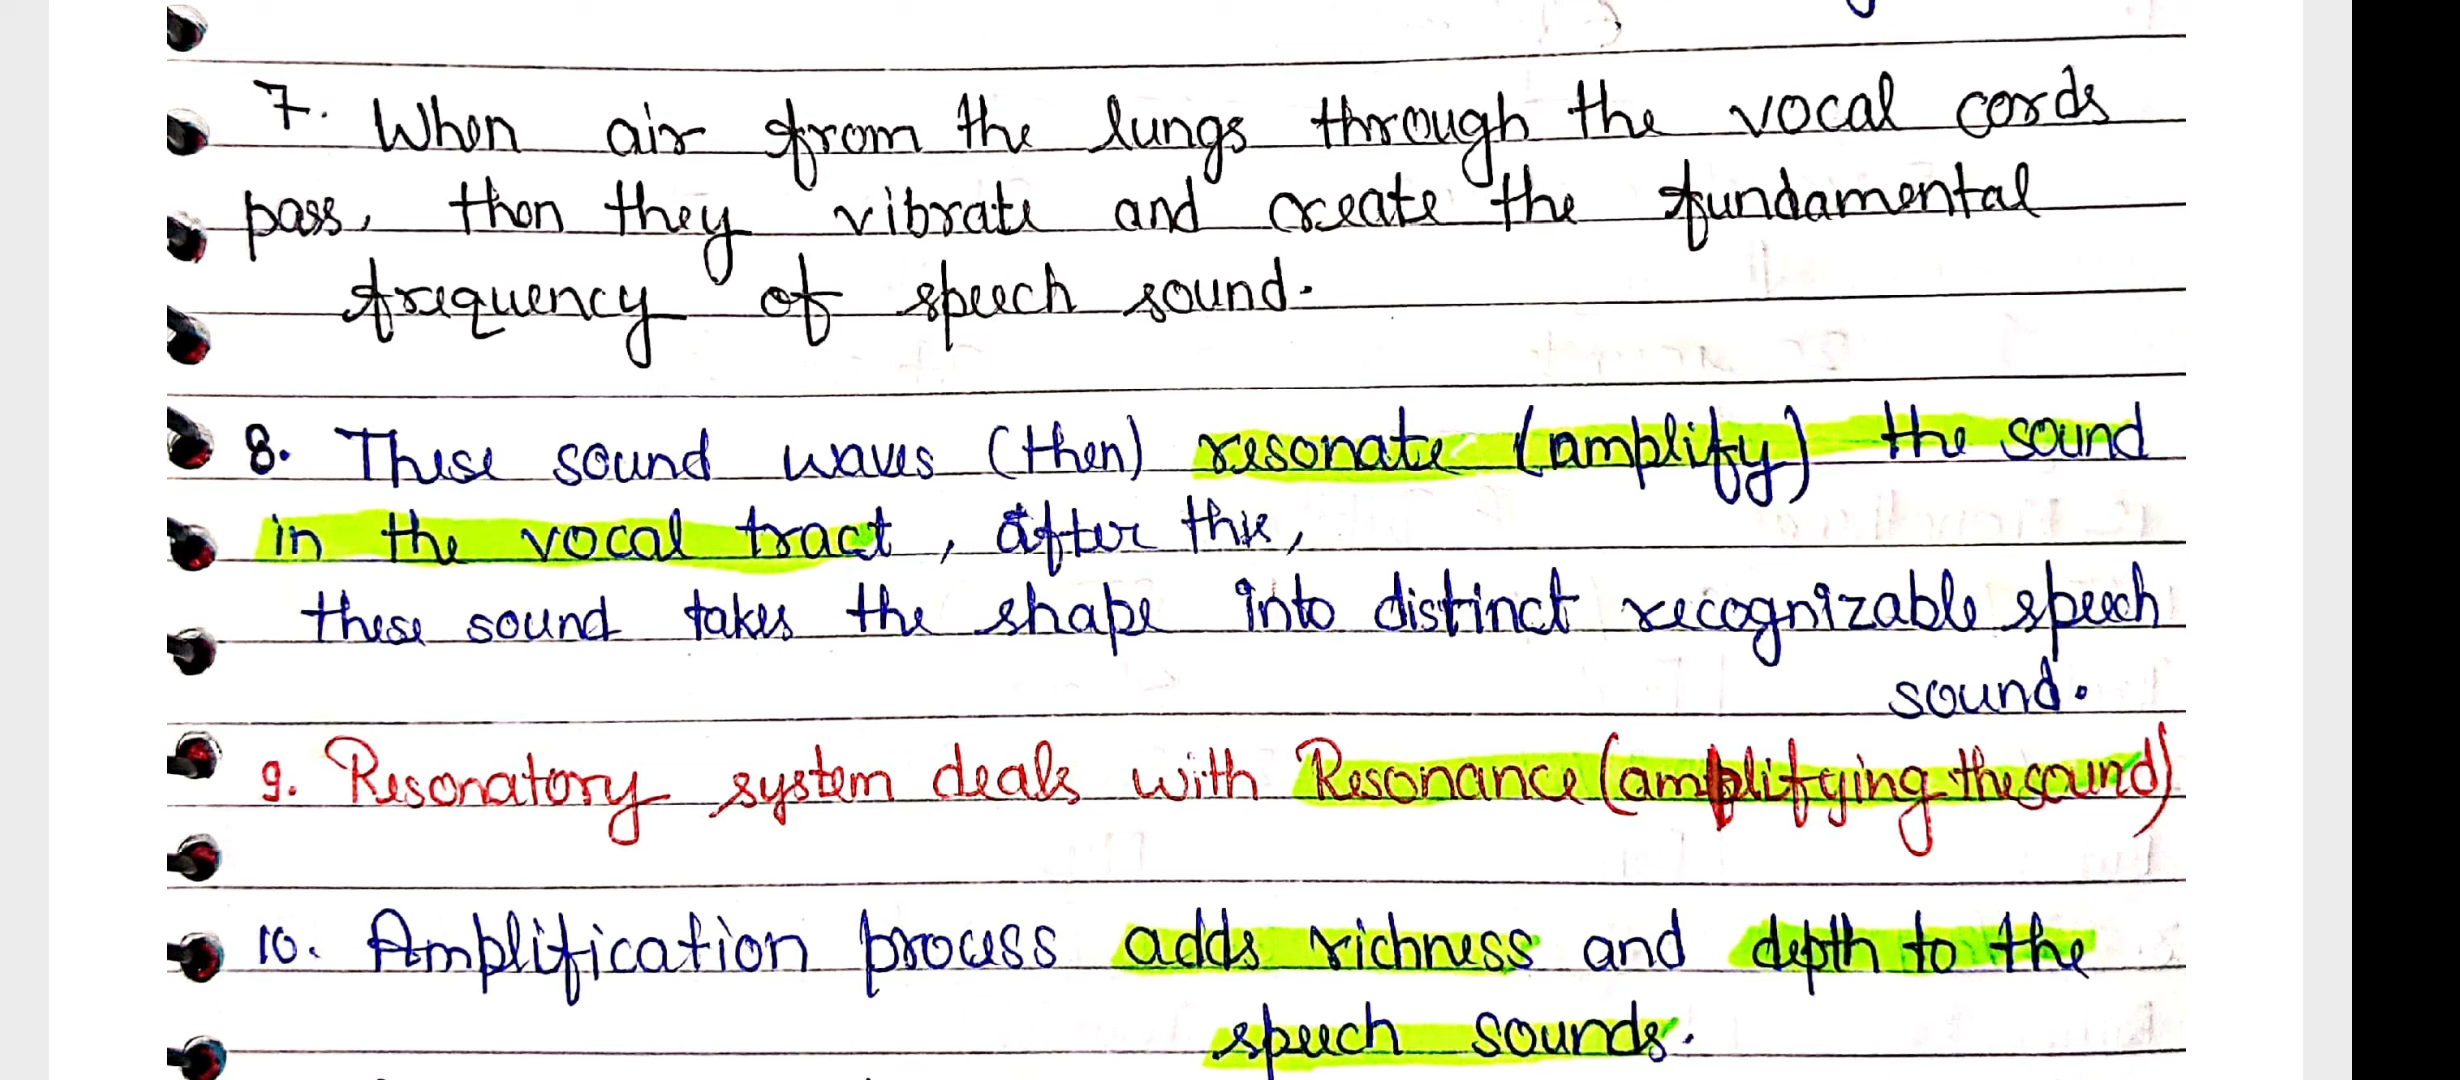 7. When air from the lungs through the vocal cords
pass, then they vibrate and create the fundamental
frequency of speech sound.
8. These sound waves (then) resonate (amplify) the sound
in the vocal tract, after this,
these sound takes the shape into distinct recognizable speech
sound.
9. Resonatory system deals with Resonance (amplifying the sound)
10. Amplification process adds richness and depth to the
speech sounds.